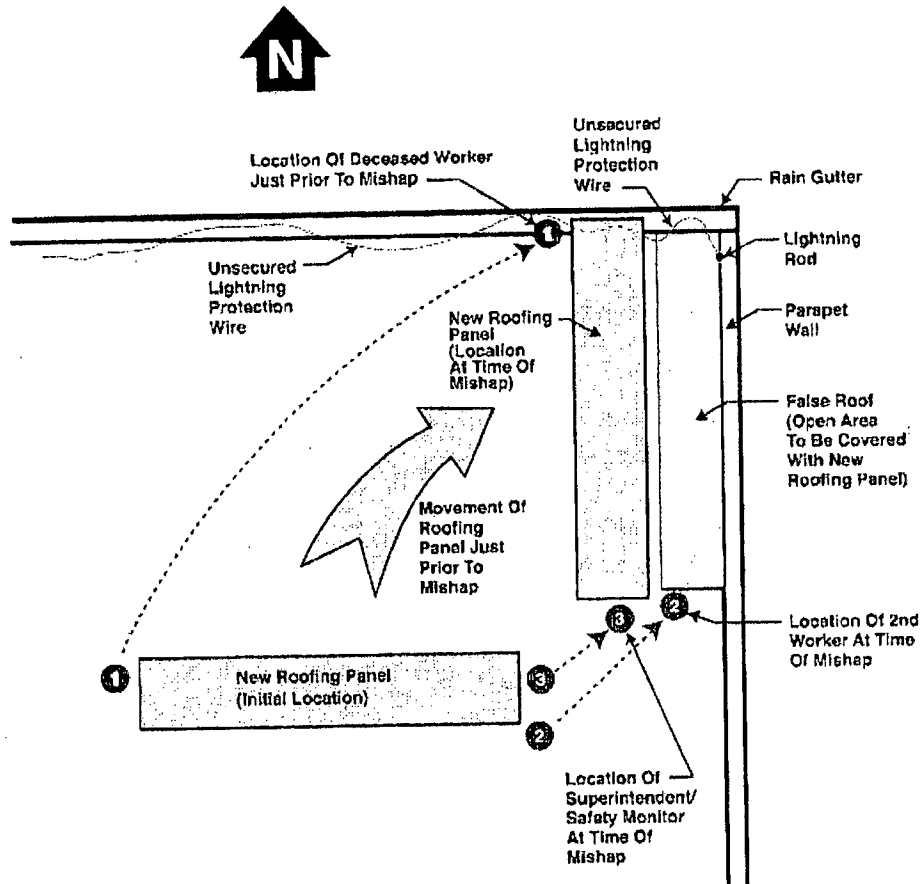 N
Location Of Deceased Worker
Just Prior To Mishap
Unsecured
Lightning
Protection
Wire
Rain Gutter
1
Lightning
Rod
Unsecured
Lightning
Protection
Wire
Parapet
Wall
New Roofing
Panel
(Location
At Time Of
Mishap)
False Roof
(Open Area
To Be Covered
With New
Roofing Panel)
Movement Of
Roofing
Panel Just
Prior To
Mishap
3
2
Location Of 2nd
Worker At Time
Of Mishap
1
New Roofing Panel
(Initial Location)
3
2
Location Of
Superintendent/
Safety Monitor
At Time Of
Mishap